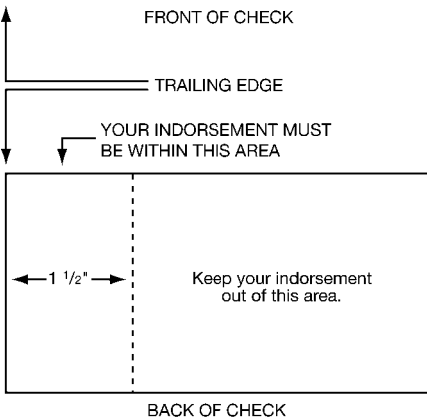 FRONT OF CHECK
TRAILING EDGE
YOUR INDORSEMENT MUST
BE WITHIN THIS AREA
1 1/2"
Keep your indorsement
out of this area.
BACK OF CHECK